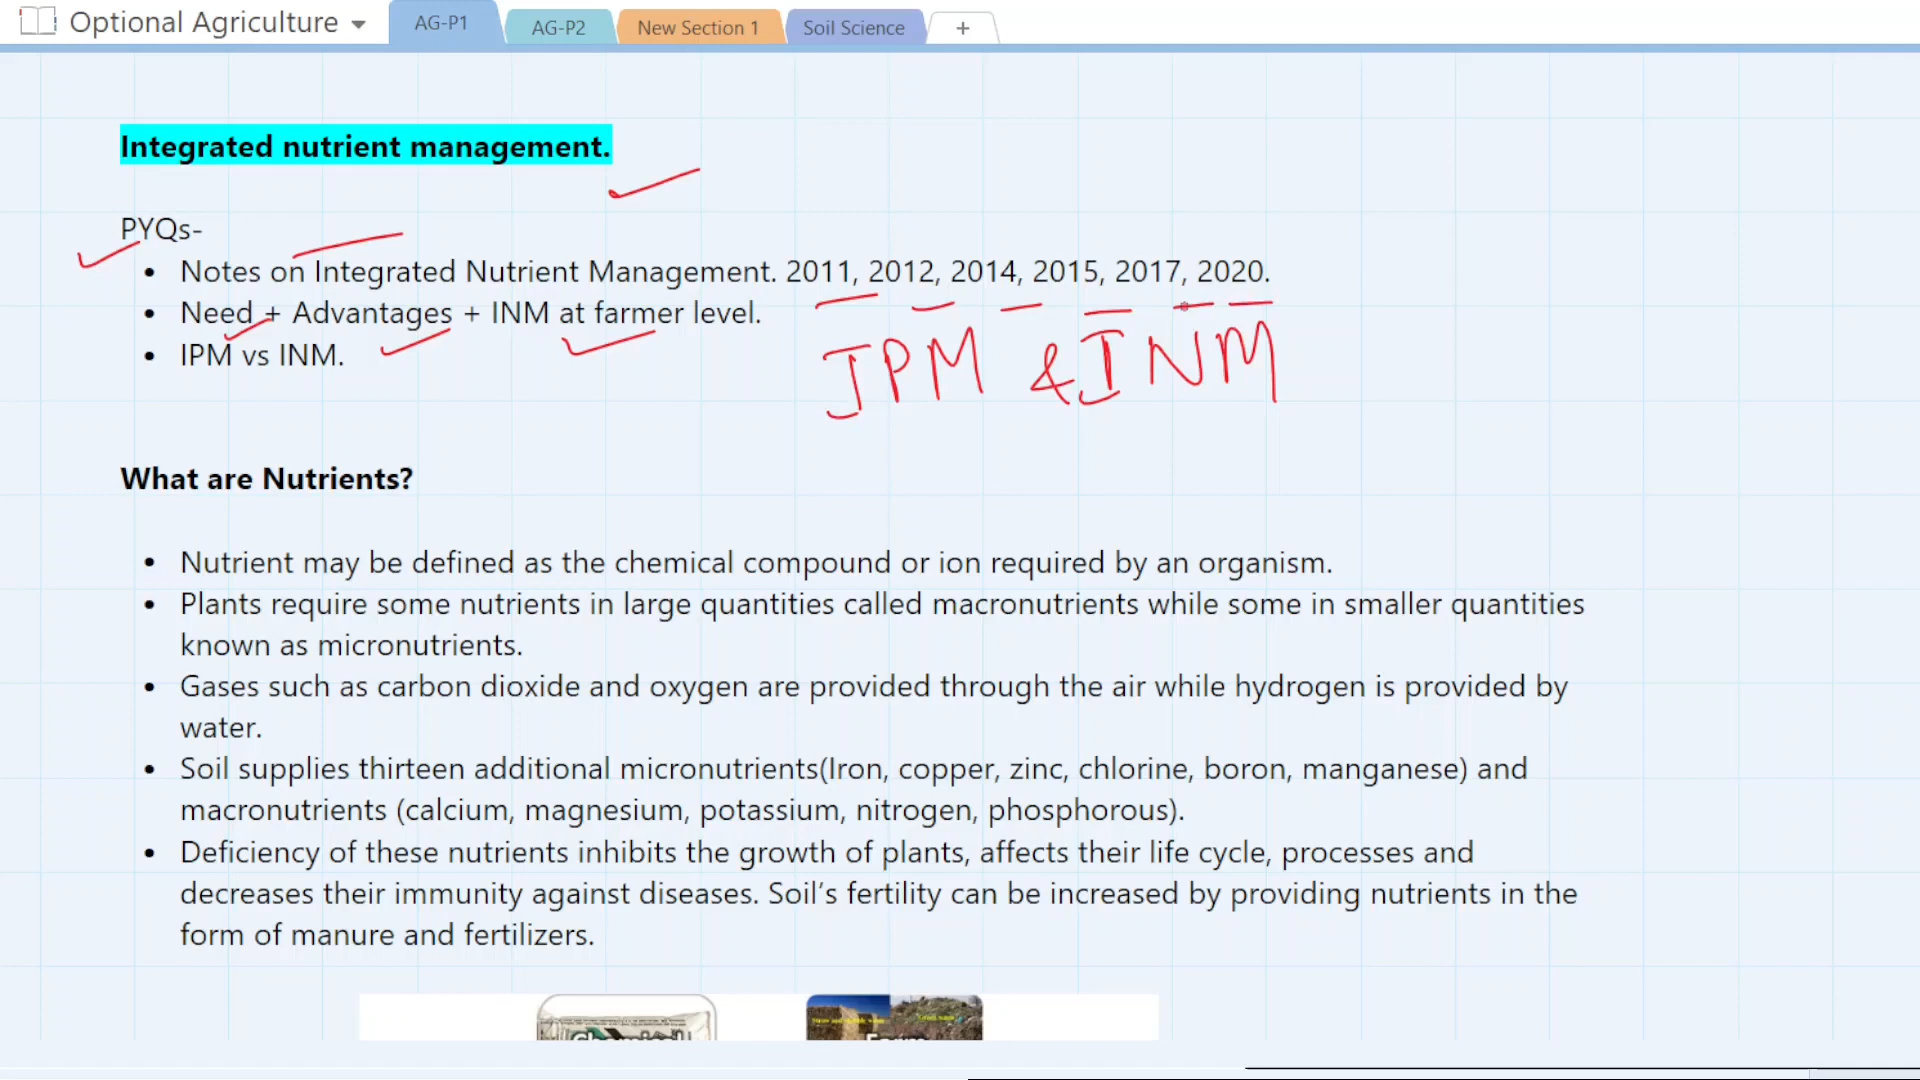 Optional Agriculture
AG-P1
AG-P2
New Section 1
Soil Science
+
Integrated nutrient management.
PYQs-
• Notes on Integrated Nutrient Management. 2011, 2012, 2014, 2015, 2017, 2020.
• Need + Advantages + INM at farmer level.
• IPM vs INM.
IPM & INM
What are Nutrients?
• Nutrient may be defined as the chemical compound or ion required by an organism.
• Plants require some nutrients in large quantities called macronutrients while some in smaller quantities
known as micronutrients.
• Gases such as carbon dioxide and oxygen are provided through the air while hydrogen is provided by
water.
• Soil supplies thirteen additional micronutrients(Iron, copper, zinc, chlorine, boron, manganese) and
macronutrients (calcium, magnesium, potassium, nitrogen, phosphorous).
• Deficiency of these nutrients inhibits the growth of plants, affects their life cycle, processes and
decreases their immunity against diseases. Soil’s fertility can be increased by providing nutrients in the
form of manure and fertilizers.